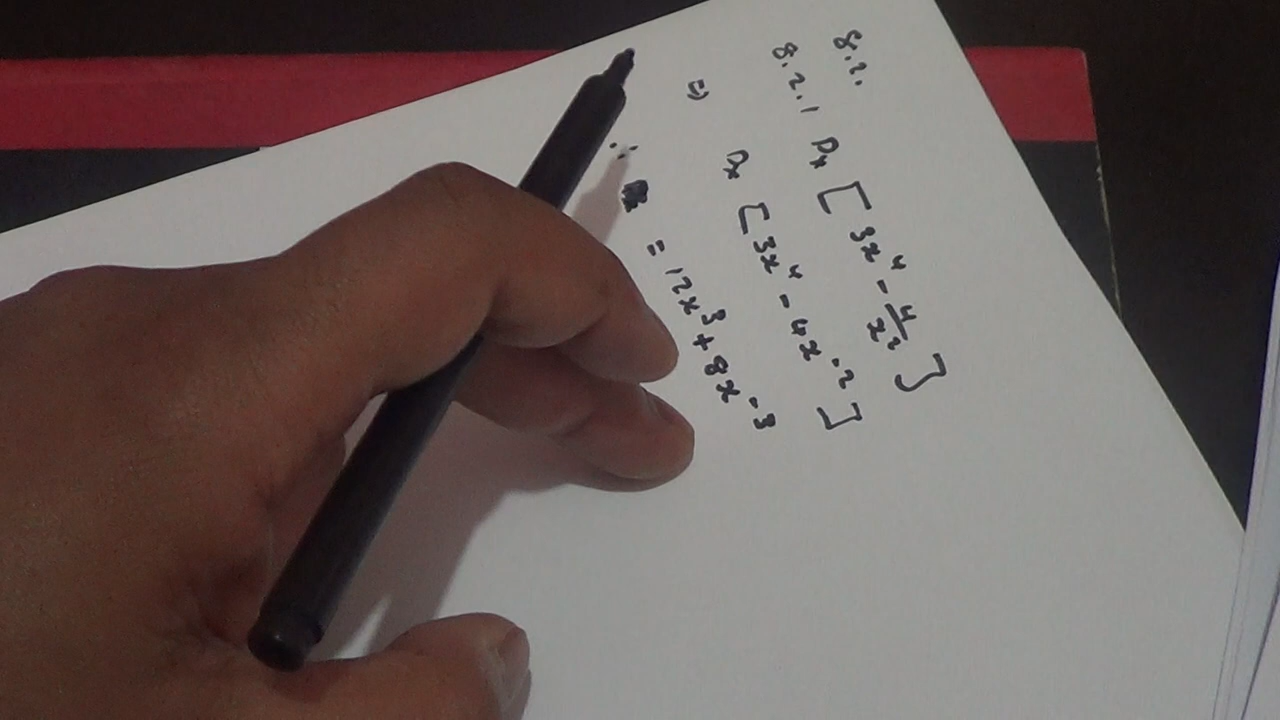 8.2.
8.2.1 Dx [3x⁴ - 4/x²]
⇒ Dx [3x⁴ - 4x⁻²]
∴ = 12x³ + 8x⁻³